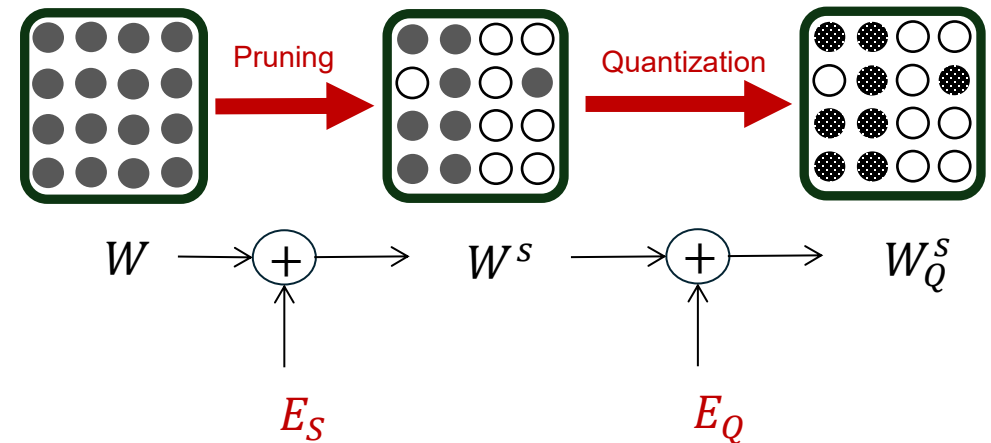 Pruning
Quantization
W + W^s + W_Q^s
E_S E_Q